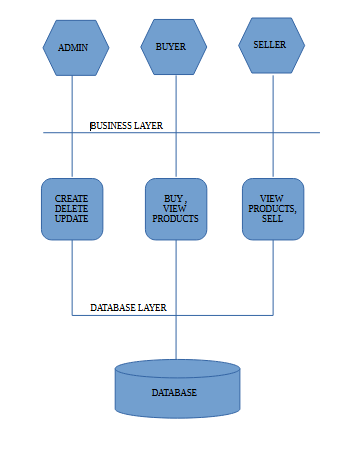 ADMIN
BUYER
SELLER
BUSINESS LAYER
CREATE
DELETE
UPDATE
BUY ,
VIEW
PRODUCTS
VIEW
PRODUCTS,
SELL
DATABASE LAYER
DATABASE